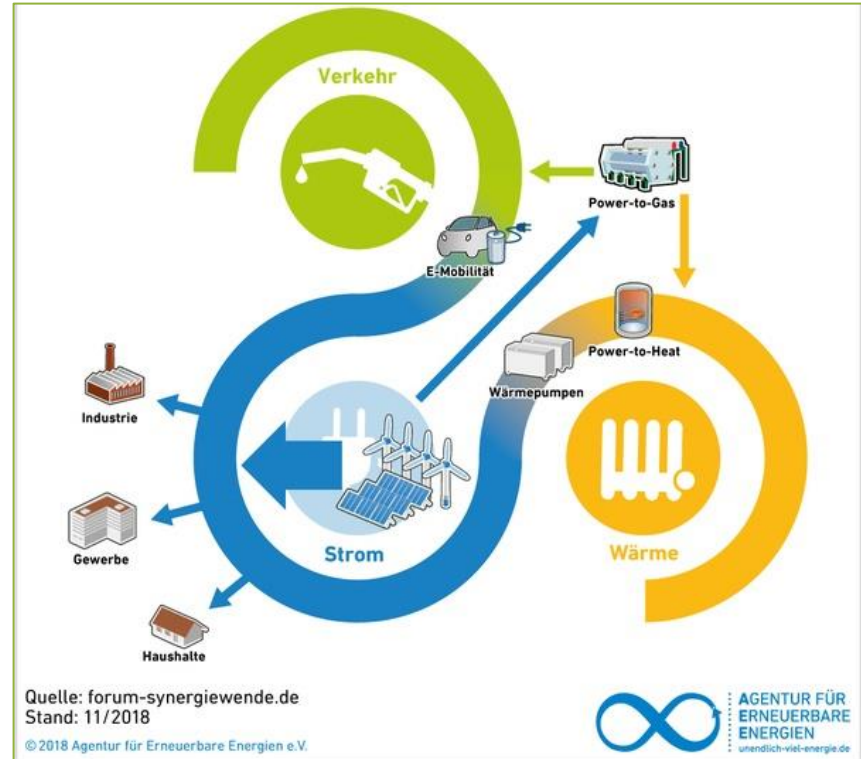 Verkehr
Power-to-Gas
E-Mobilität
Power-to-Heat
Wärmepumpen
Industrie
Gewerbe
Strom
Wärme
Haushalte
Quelle: forum-synergiewende.de
Stand: 11/2018
© 2018 Agentur für Erneuerbare Energien e.V.
AGENTUR FÜR
ERNEUERBARE
ENERGIEN
unendlich-viel-energie.de